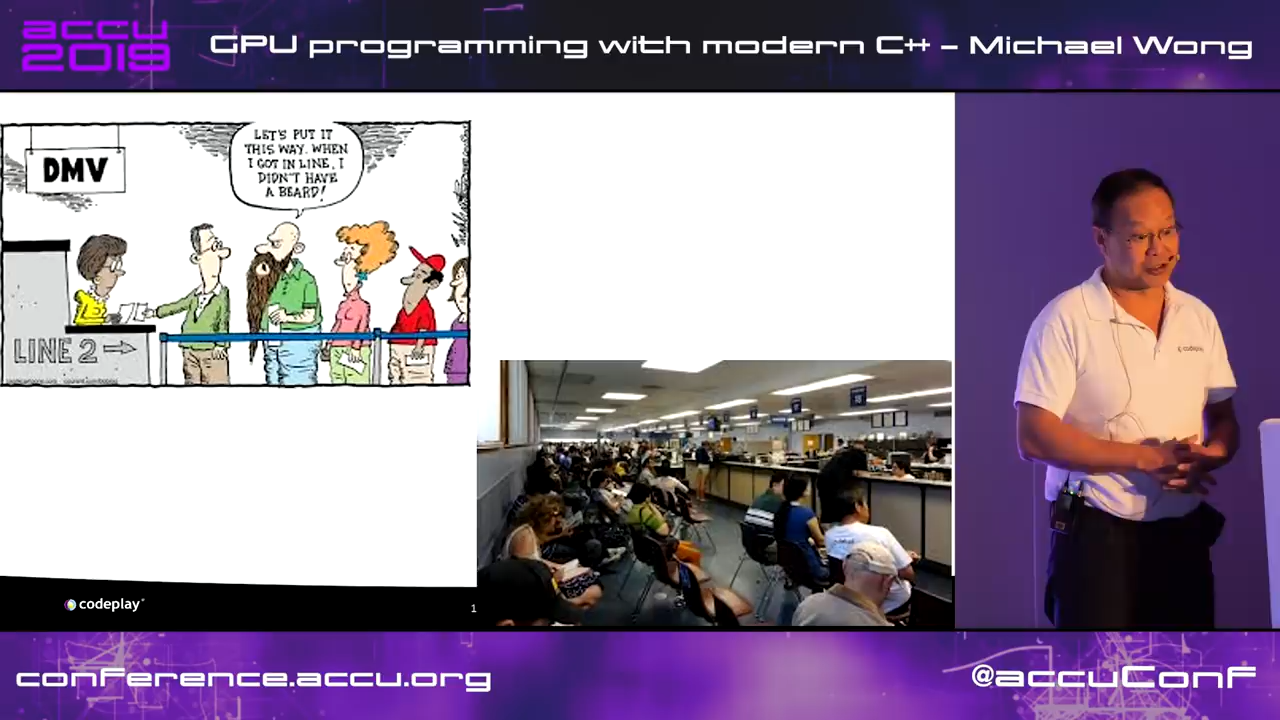 accu
2019
GPU programming with modern C++ – Michael Wong
DMV
LET'S PUT IT
THIS WAY. WHEN
I GOT IN LINE, I
DIDN'T HAVE
A BEARD!
LINE 2
codeplay
codeplay
1
conference.accu.org
@accuConf